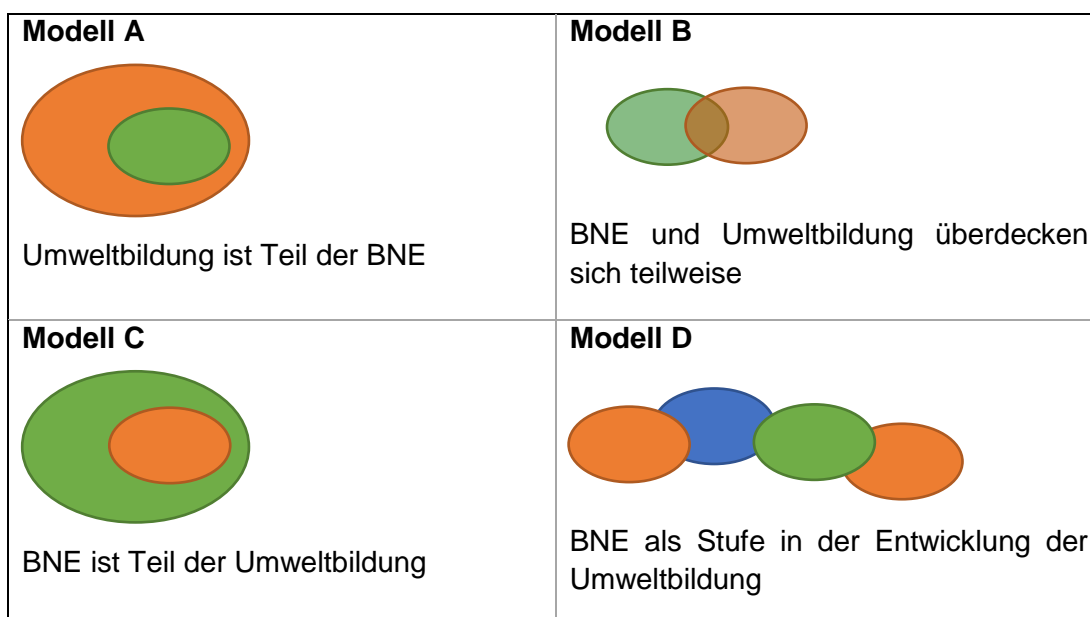 Modell A
Umweltbildung ist Teil der BNE
Modell B
BNE und Umweltbildung überdecken
sich teilweise
Modell C
BNE ist Teil der Umweltbildung
Modell D
BNE als Stufe in der Entwicklung der
Umweltbildung